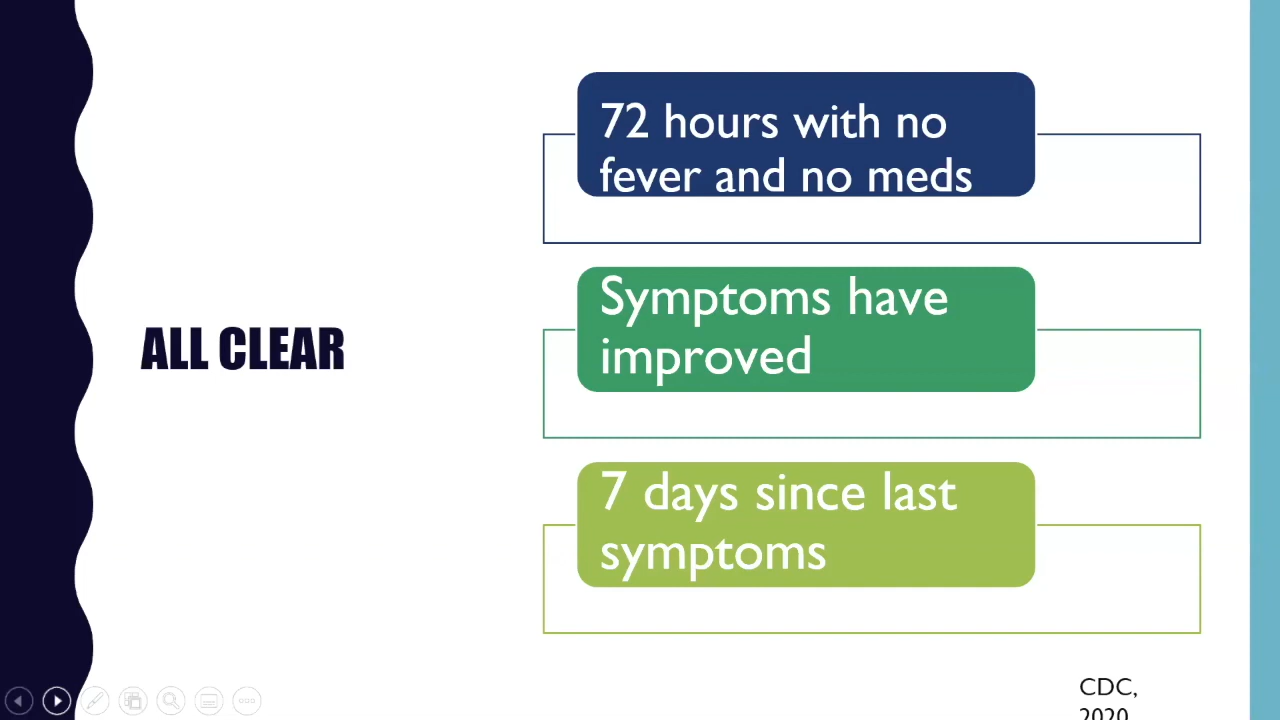 ALL CLEAR
72 hours with no
fever and no meds
Symptoms have
improved
7 days since last
symptoms
CDC,
2020